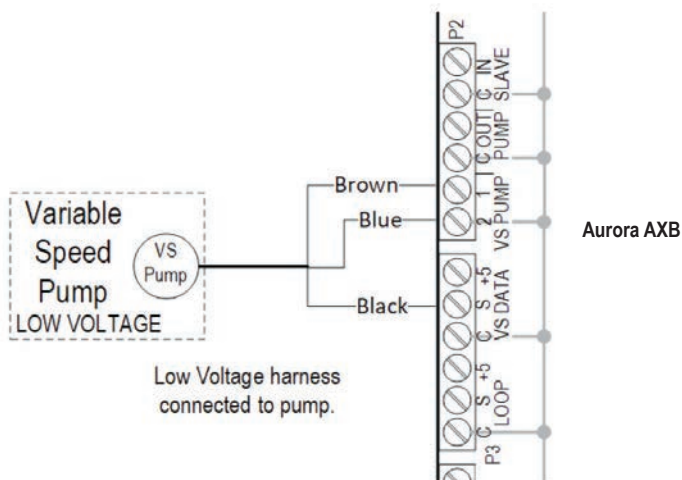 P2
IN
C
SLAVE
OUT
C
PUMP
1
2
VS PUMP
Brown
Blue
Variable
Speed
Pump
LOW VOLTAGE
VS
Pump
Aurora AXB
+5
S
C
VS DATA
Black
Low Voltage harness
connected to pump.
+5
S
C
LOOP
P3